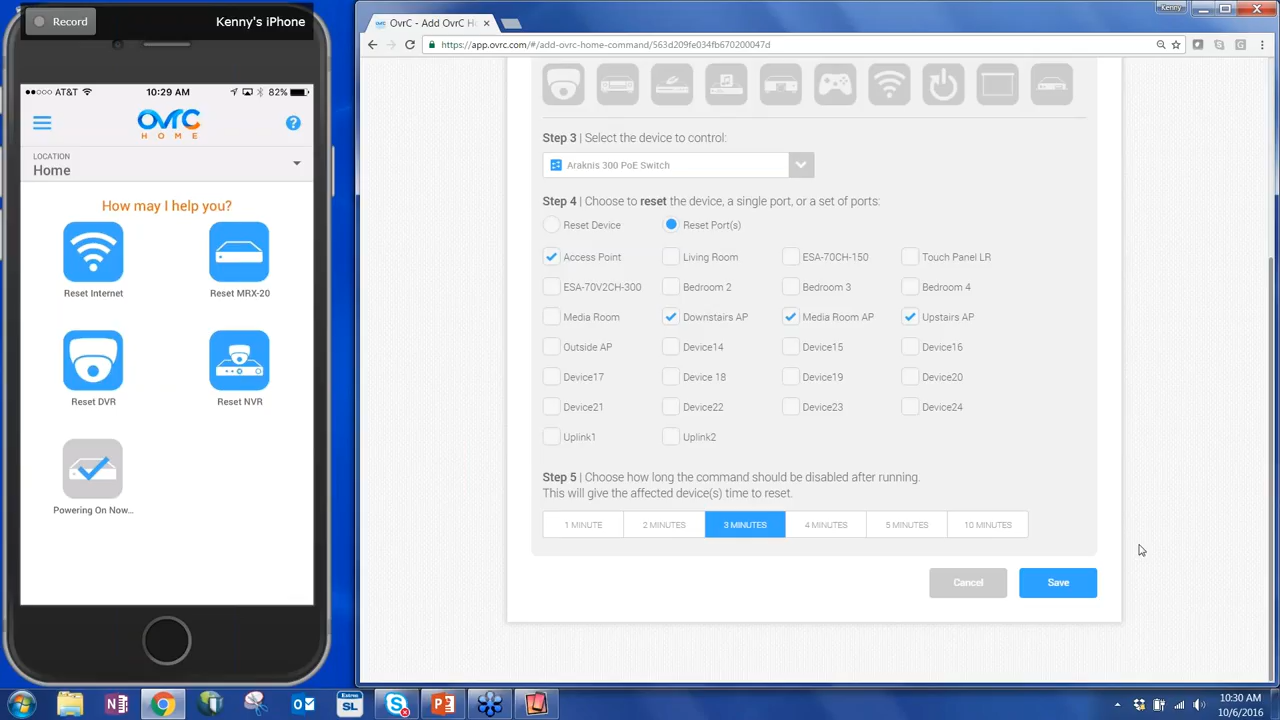 Record
Kenny's iPhone
AT&T
10:29 AM
82%
OvrC
HOME
?
LOCATION
Home
How may I help you?
Reset Internet
Reset MRX-20
Reset DVR
Reset NVR
Powering On Now...
Kenny
OvrC - Add OvrC H
https://app.ovrc.com/#/add-ovrc-home-command/563d209fe034fb670200047d
Step 3 | Select the device to control:
Araknis 300 PoE Switch
Step 4 | Choose to reset the device, a single port, or a set of ports:
Reset Device
Reset Port(s)
Access Point
Living Room
ESA-70CH-150
Touch Panel LR
ESA-70V2CH-300
Bedroom 2
Bedroom 3
Bedroom 4
Media Room
Downstairs AP
Media Room AP
Upstairs AP
Outside AP
Device14
Device15
Device16
Device17
Device 18
Device19
Device20
Device21
Device22
Device23
Device24
Uplink1
Uplink2
Step 5 | Choose how long the command should be disabled after running.
This will give the affected device(s) time to reset.
1 MINUTE
2 MINUTES
3 MINUTES
4 MINUTES
5 MINUTES
10 MINUTES
Cancel
Save
10:30 AM
10/6/2016